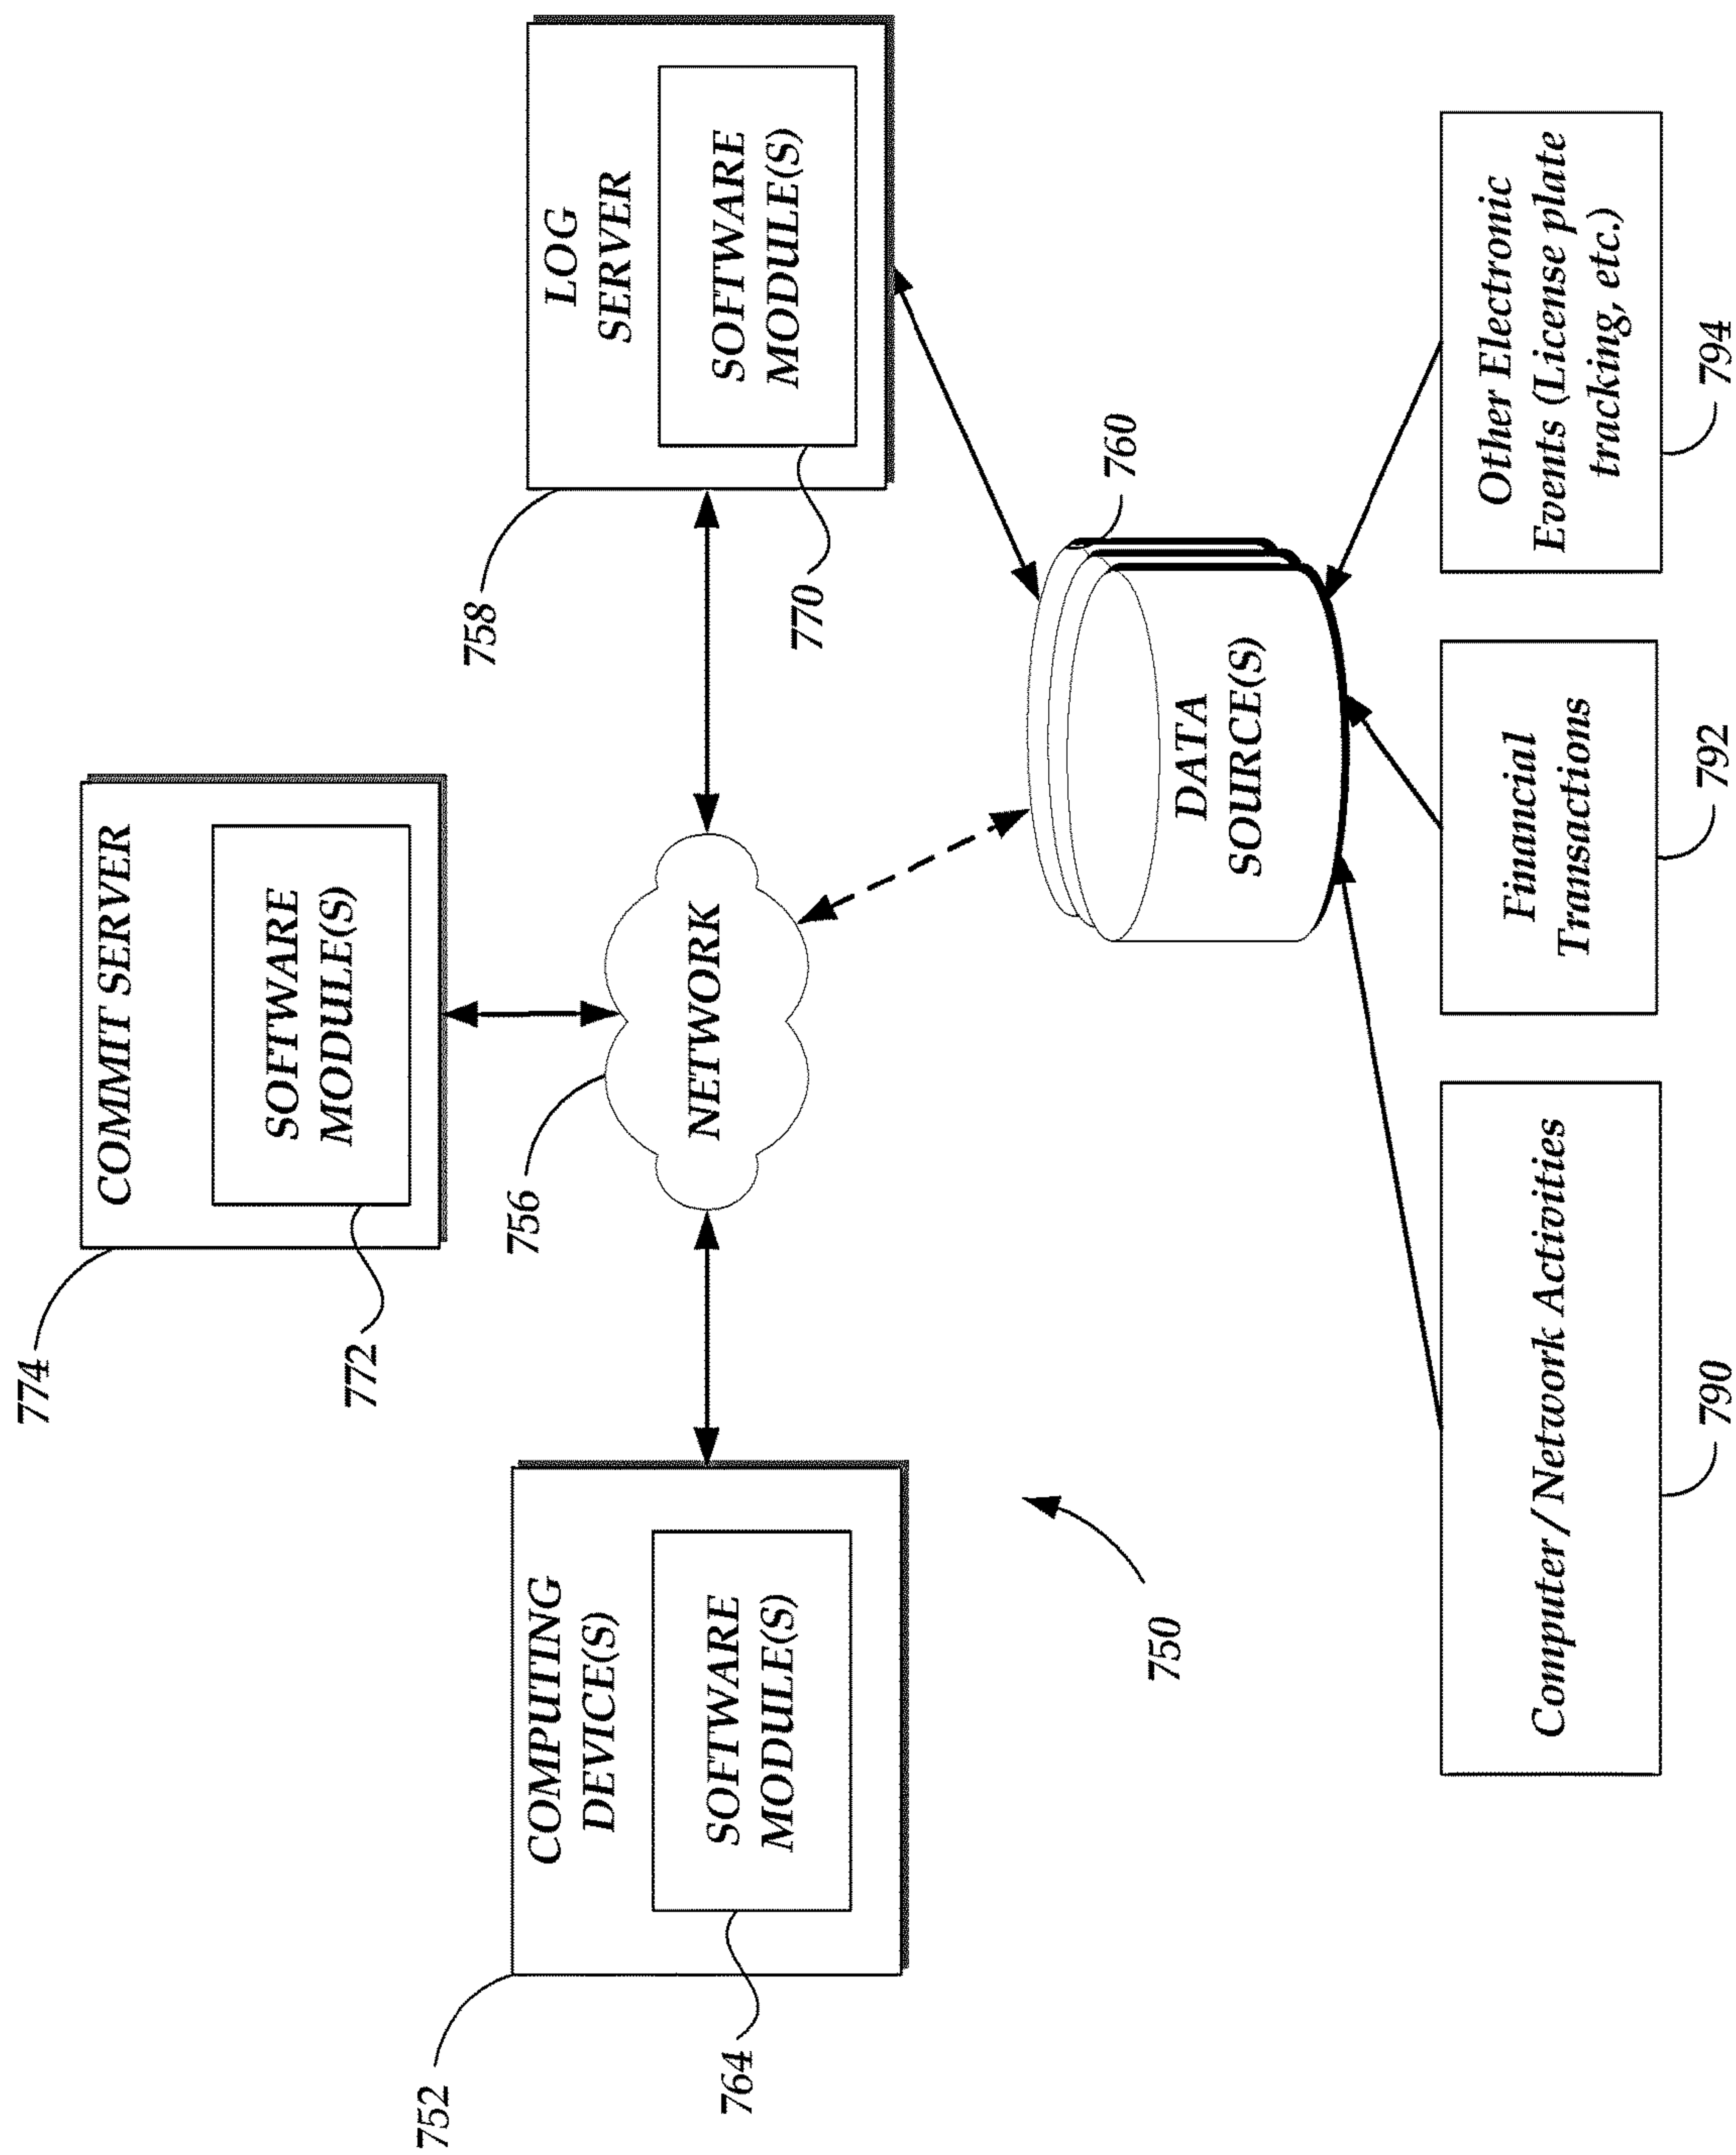 774
COMMIT SERVER
SOFTWARE
MODULE(S)
772
752
COMPUTING
DEVICE(S)
SOFTWARE
MODULE(S)
764
756
NETWORK
758
LOG
SERVER
SOFTWARE
MODULE(S)
770
750
760
DATA
SOURCE(S)
Computer/Network Activities
790
Financial
Transactions
792
Other Electronic
Events (License plate
tracking, etc.)
794